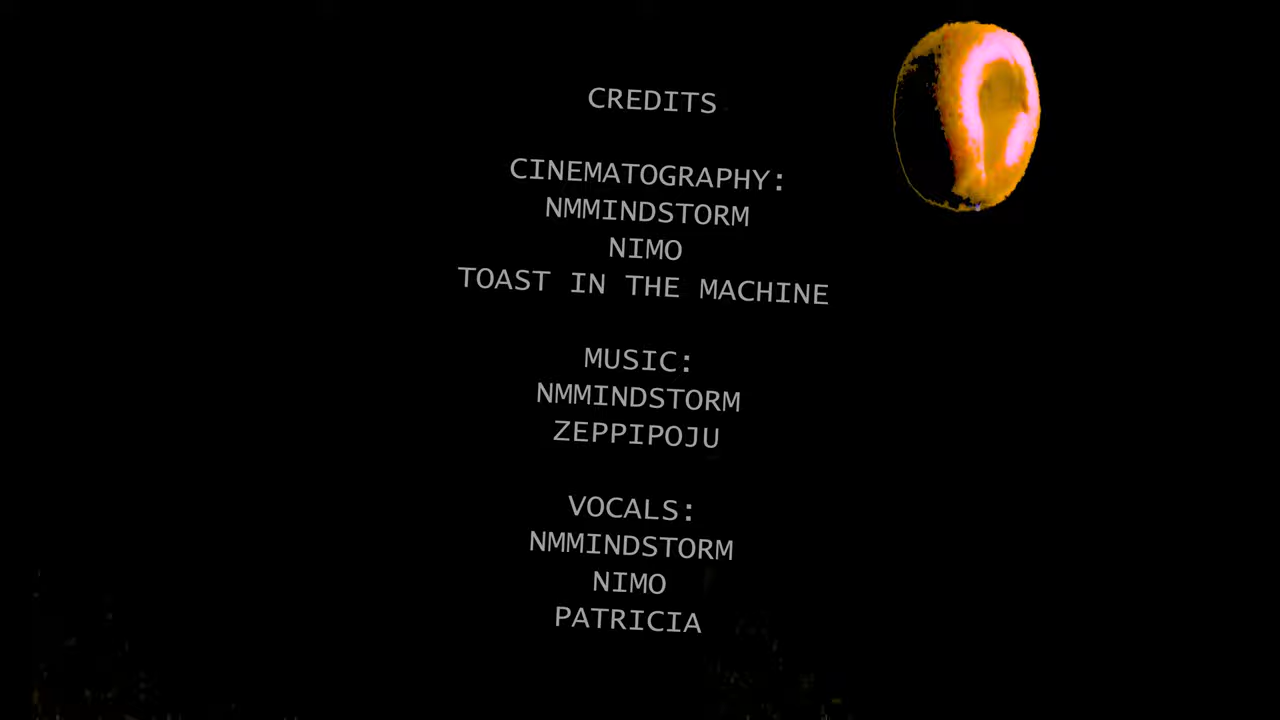 CREDITS
CINEMATOGRAPHY:
NMMINDSTORM
NIMO
TOAST IN THE MACHINE
MUSIC:
NMMINDSTORM
ZEPPIPOJU
VOCALS:
NMMINDSTORM
NIMO
PATRICIA